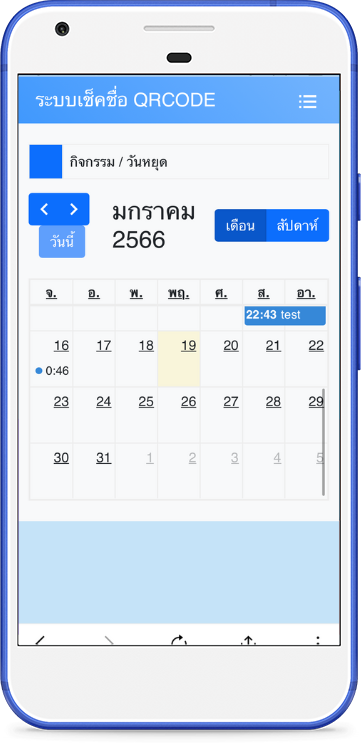 ระบบเช็คชื่อ QRCODE
กิจกรรม / วันหยุด
วันนี้
มกราคม
2566
เดือน สัปดาห์
จ. อ. พ. พฤ. ศ. ส. อา.
22:43 test
16 17 18 19 20 21 22
0:46
23 24 25 26 27 28 29
30 31 1 2 3 4 5